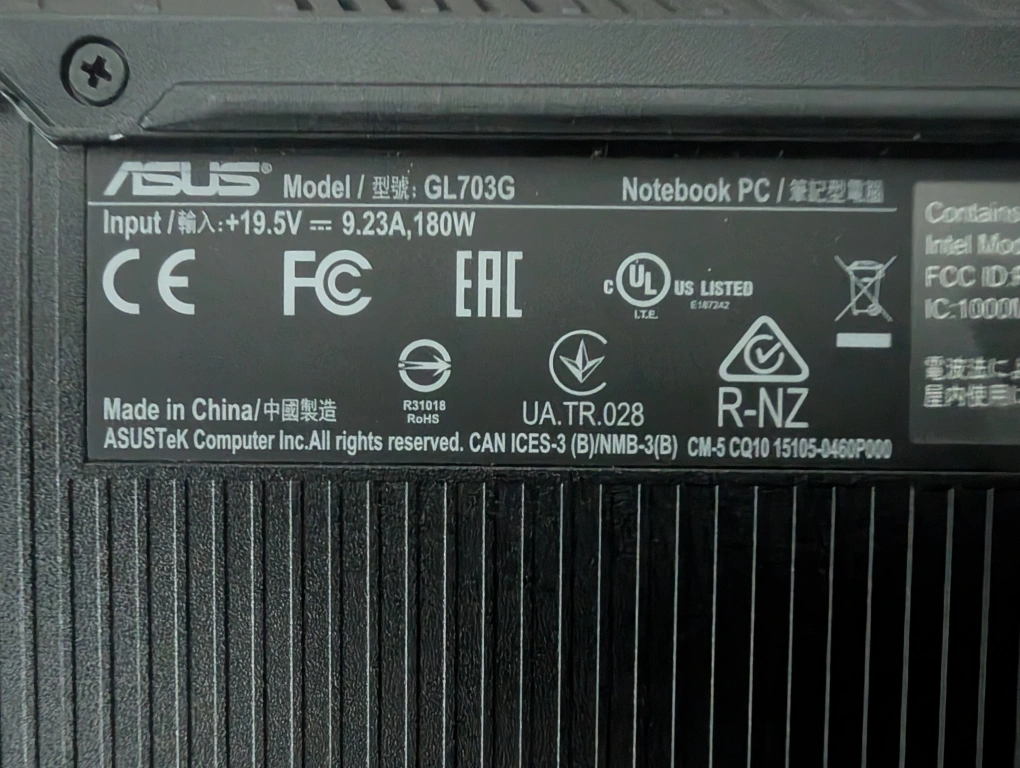 ASUS® Model / 型號: GL703G Notebook PC / 筆記型電腦
Input / 輸入:+19.5V ⎓ 9.23A,180W
CE FC EAC c UL US LISTED
E187242
I.T.E.
R31018
RoHS
UA.TR.028
R-NZ
Made in China/中國製造
ASUSTeK Computer Inc.All rights reserved. CAN ICES-3 (B)/NMB-3(B) CM-5 CQ10 15105-0460P000
Contains
Intel
FCC ID:
IC:1000
電波法に
屋内使用